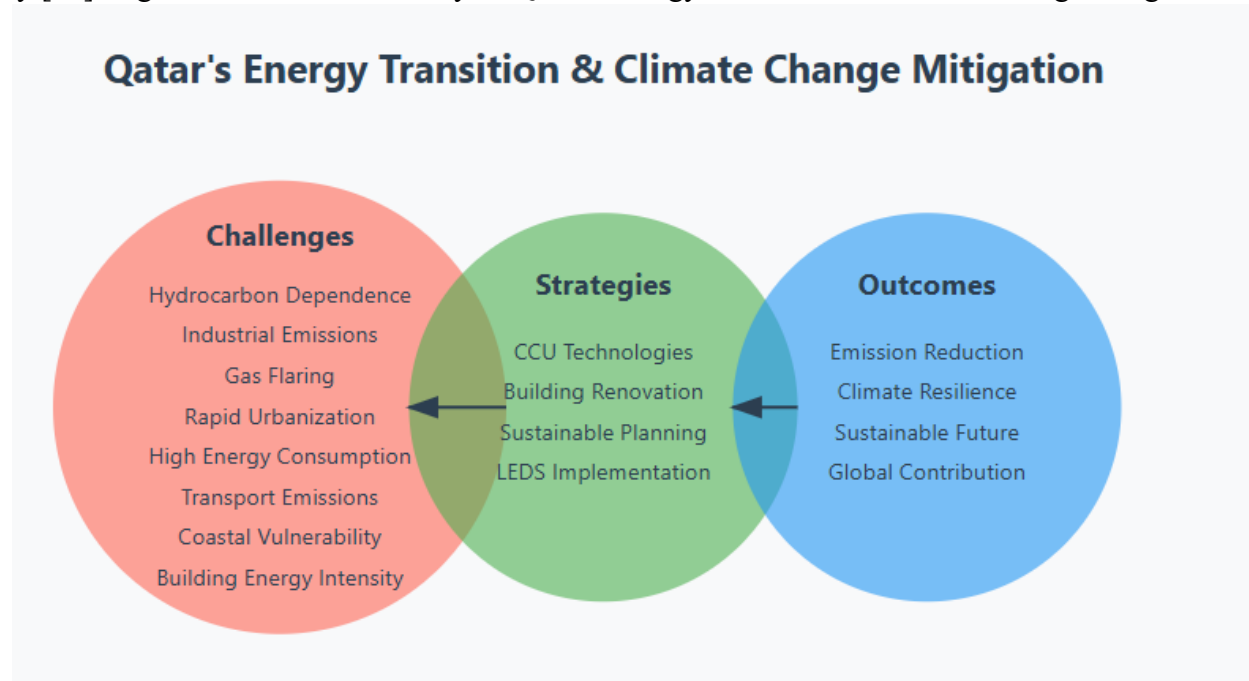 Qatar's Energy Transition & Climate Change Mitigation
Challenges
Hydrocarbon Dependence
Industrial Emissions
Gas Flaring
Rapid Urbanization
High Energy Consumption
Transport Emissions
Coastal Vulnerability
Building Energy Intensity
Strategies
CCU Technologies
Building Renovation
Sustainable Planning
LEDS Implementation
Outcomes
Emission Reduction
Climate Resilience
Sustainable Future
Global Contribution